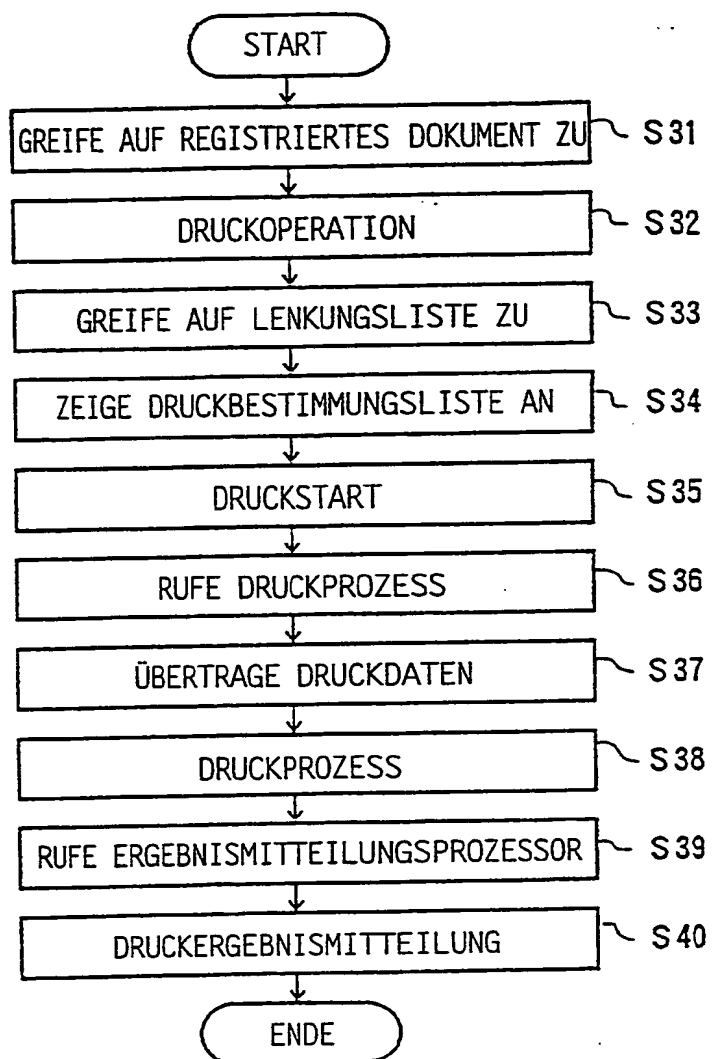 START
GREIFE AUF REGISTRIERTES DOKUMENT ZU S31
DRUCKOPERATION S32
GREIFE AUF LENKUNGSLISTE ZU S33
ZEIGE DRUCKBESTIMMUNGSLISTE AN S34
DRUCKSTART S35
RUFE DRUCKPROZESS S36
ÜBERTRAGE DRUCKDATEN S37
DRUCKPROZESS S38
RUFE ERGEBNISMITTEILUNGSPROZESSOR S39
DRUCKERGEBNISMITTEILUNG S40
ENDE